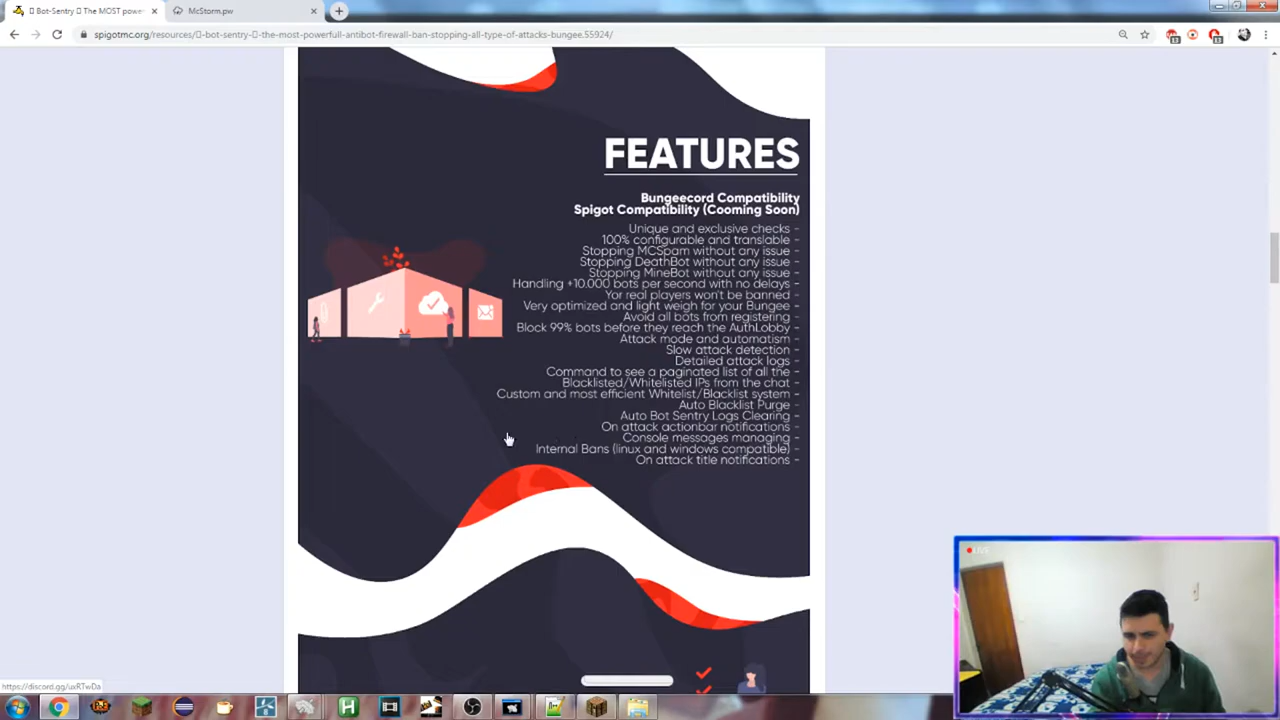 Bot-Sentry The MOST power
McStorm.pw
spigotmc.org/resources/▯-bot-sentry-▯-the-most-powerfull-antibot-firewall-ban-stopping-all-type-of-attacks-bungee.55924/
FEATURES
Bungeecord Compatibility
Spigot Compatibility (Cooming Soon)
Unique and exclusive checks -
100% configurable and translable -
Stopping MCSpam without any issue -
Stopping DeathBot without any issue -
Stopping MineBot without any issue -
Handling +10.000 bots per second with no delays -
Yor real players won't be banned -
Very optimized and light weigh for your Bungee -
Avoid all bots from registering -
Block 99% bots before they reach the AuthLobby -
Attack mode and automatism -
Slow attack detection -
Detailed attack logs -
Command to see a paginated list of all the -
Blacklisted/Whitelisted IPs from the chat -
Custom and most efficient Whitelist/Blacklist system -
Auto Blacklist Purge -
Auto Bot Sentry Logs Clearing -
On attack actionbar notifications -
Console messages managing -
Internal Bans (linux and windows compatible) -
On attack title notifications -
LIVE
https://discord.gg/uxRTwDa